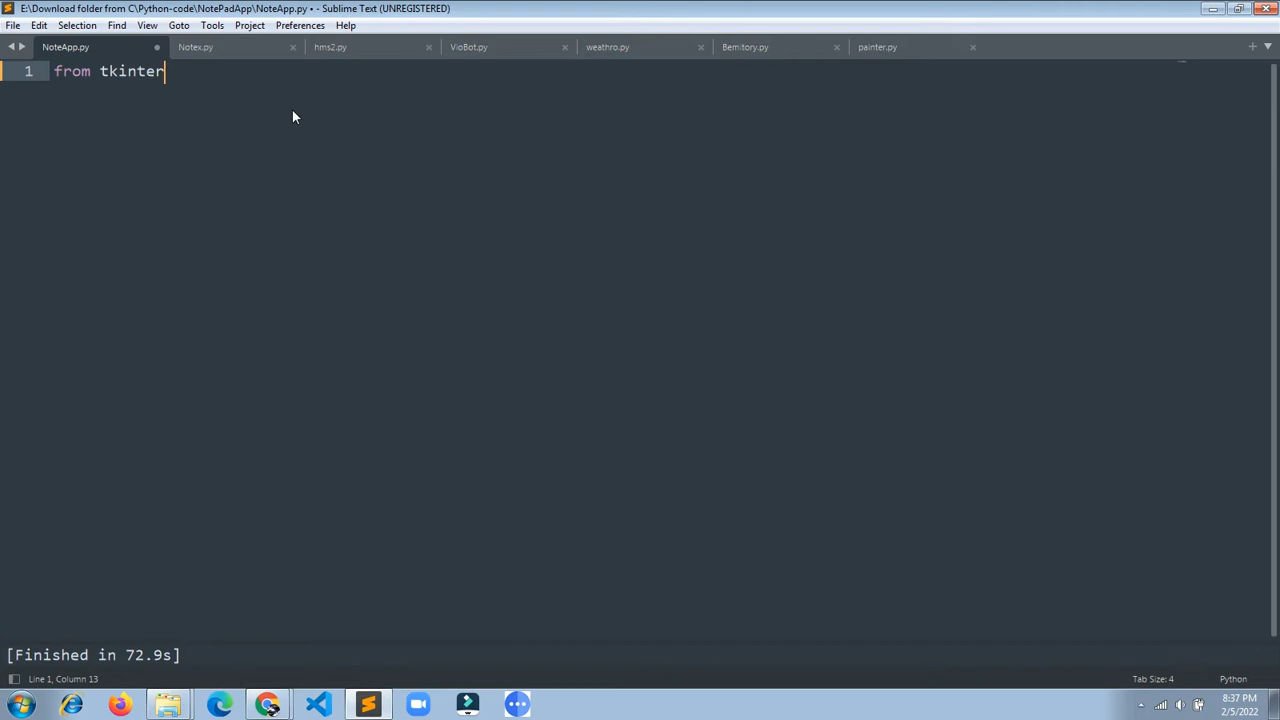 E:\Download folder from C\Python-code\NotePadApp\NoteApp.py • - Sublime Text (UNREGISTERED)
File Edit Selection View Goto Tools Project Preferences Help
NoteApp.py Notex.py hms2.py VioBot.py weathro.py Bemitory.py painter.py
1 from tkinter
[Finished in 72.9s]
Line 1, Column 13 Tab Size: 4 Python
8:37 PM
2/5/2022